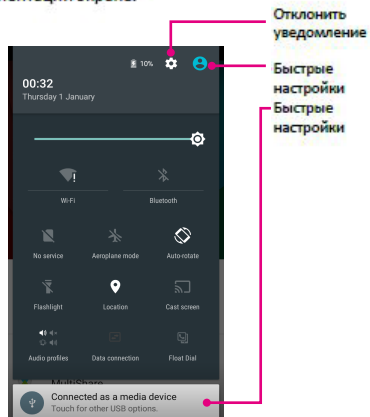 Отклонить
уведомление
10%
Быстрые
настройки
00:32
Thursday 1 January
Быстрые
настройки
Wi-Fi
Bluetooth
No service
Aeroplane mode
Auto-rotate
Flashlight
Location
Cast screen
Audio profiles
Data connection
Float Dial
MultiShare
Connected as a media device
Touch for other USB options.